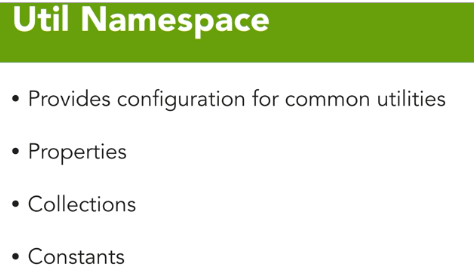 Util Namespace
• Provides configuration for common utilities
• Properties
• Collections
• Constants